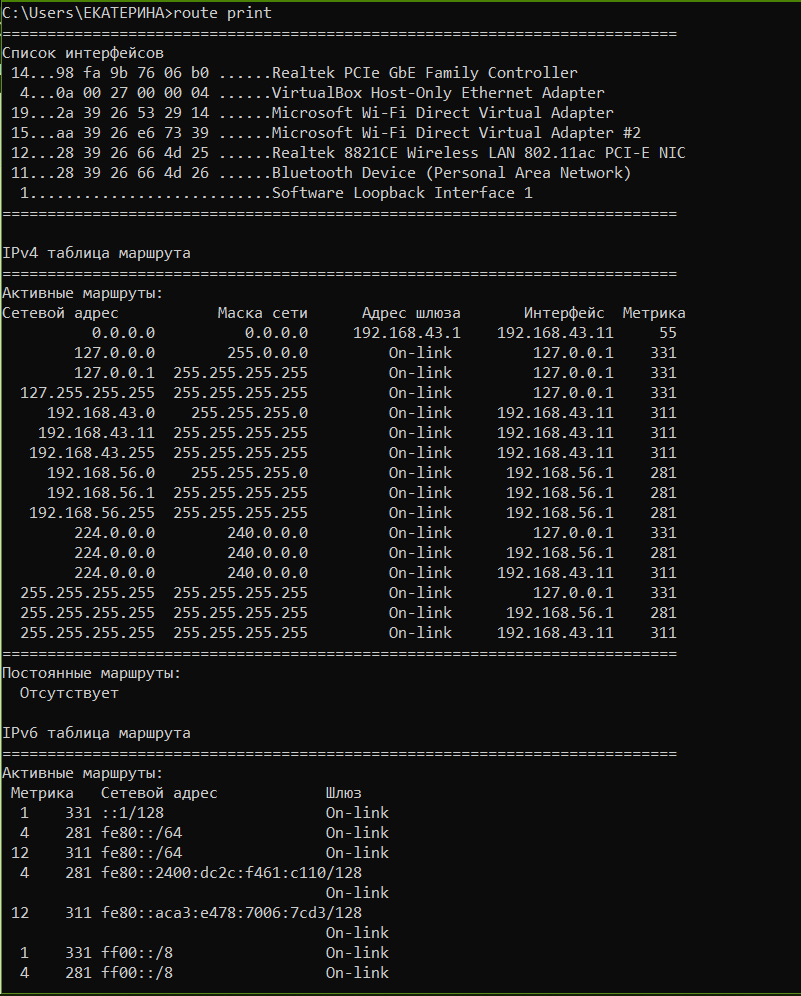 C:\Users\ЕКАТЕРИНА>route print
===========================================================================
Список интерфейсов
 14...98 fa 9b 76 06 b0 ......Realtek PCIe GbE Family Controller
  4...0a 00 27 00 00 04 ......VirtualBox Host-Only Ethernet Adapter
 19...2a 39 26 53 29 14 ......Microsoft Wi-Fi Direct Virtual Adapter
 15...aa 39 26 e6 73 39 ......Microsoft Wi-Fi Direct Virtual Adapter #2
 12...28 39 26 66 4d 25 ......Realtek 8821CE Wireless LAN 802.11ac PCI-E NIC
 11...28 39 26 66 4d 26 ......Bluetooth Device (Personal Area Network)
  1...........................Software Loopback Interface 1
===========================================================================

IPv4 таблица маршрута
===========================================================================
Активные маршруты:
Сетевой адрес           Маска сети      Адрес шлюза       Интерфейс  Метрика
          0.0.0.0          0.0.0.0     192.168.43.1    192.168.43.11     55
        127.0.0.0        255.0.0.0         On-link         127.0.0.1    331
        127.0.0.1  255.255.255.255         On-link         127.0.0.1    331
  127.255.255.255  255.255.255.255         On-link         127.0.0.1    331
     192.168.43.0    255.255.255.0         On-link     192.168.43.11    311
    192.168.43.11  255.255.255.255         On-link     192.168.43.11    311
   192.168.43.255  255.255.255.255         On-link     192.168.43.11    311
     192.168.56.0    255.255.255.0         On-link      192.168.56.1    281
     192.168.56.1  255.255.255.255         On-link      192.168.56.1    281
   192.168.56.255  255.255.255.255         On-link      192.168.56.1    281
        224.0.0.0        240.0.0.0         On-link         127.0.0.1    331
        224.0.0.0        240.0.0.0         On-link      192.168.56.1    281
        224.0.0.0        240.0.0.0         On-link     192.168.43.11    311
  255.255.255.255  255.255.255.255         On-link         127.0.0.1    331
  255.255.255.255  255.255.255.255         On-link      192.168.56.1    281
  255.255.255.255  255.255.255.255         On-link     192.168.43.11    311
===========================================================================
Постоянные маршруты:
  Отсутствует

IPv6 таблица маршрута
===========================================================================
Активные маршруты:
 Метрика   Сетевой адрес            Шлюз
  1    331 ::1/128                  On-link
  4    281 fe80::/64                On-link
 12    311 fe80::/64                On-link
  4    281 fe80::2400:dc2c:f461:c110/128
                                    On-link
 12    311 fe80::aca3:e478:7006:7cd3/128
                                    On-link
  1    331 ff00::/8                 On-link
  4    281 ff00::/8                 On-link